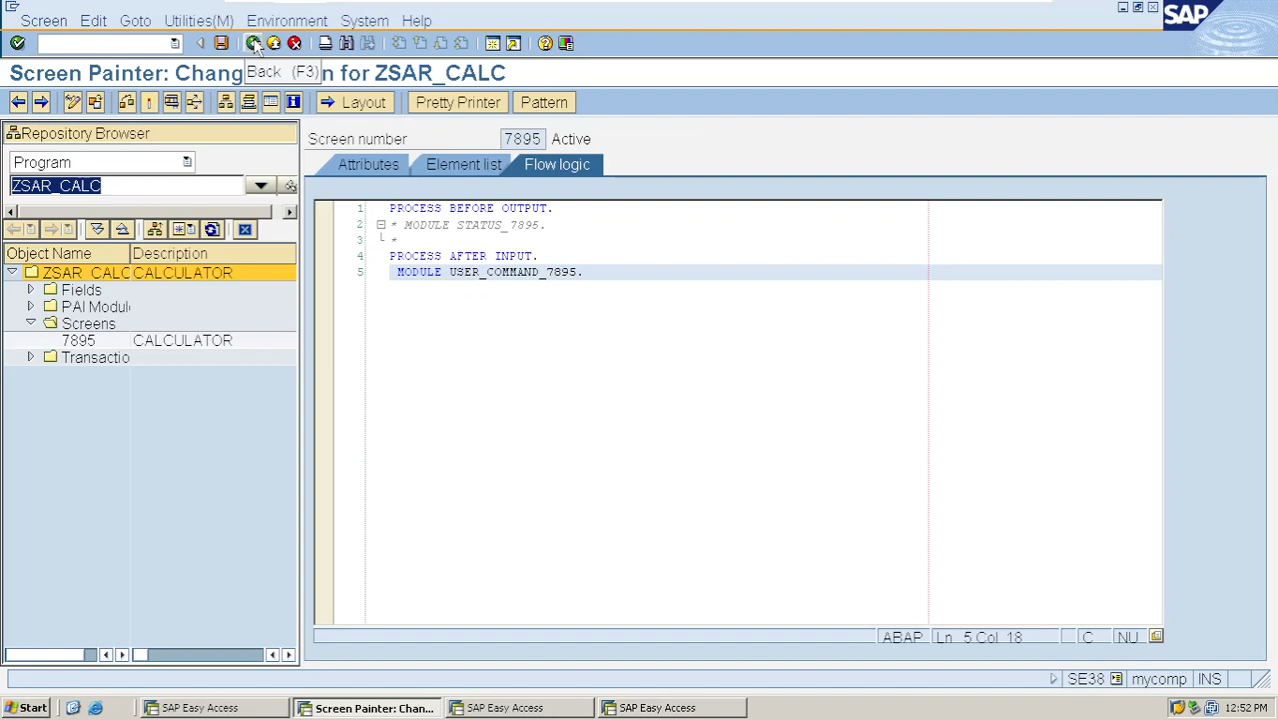 Screen Edit Goto Utilities(M) Environment System Help
SAP
Screen Painter: Chang n for ZSAR_CALC
Back (F3)
Layout Pretty Printer Pattern
Repository Browser
Program
ZSAR_CALC
Object Name Description
ZSAR_CALC CALCULATOR
Fields
PAI Modul
Screens
7895 CALCULATOR
Transactio
Screen number 7895 Active
Attributes Element list Flow logic
1 PROCESS BEFORE OUTPUT.
2 * MODULE STATUS_7895.
3 *
4 PROCESS AFTER INPUT.
5 MODULE USER_COMMAND_7895.
ABAP Ln 5 Col 18 C NU
SE38 mycomp INS
Start SAP Easy Access Screen Painter: Chan... SAP Easy Access SAP Easy Access 12:52 PM